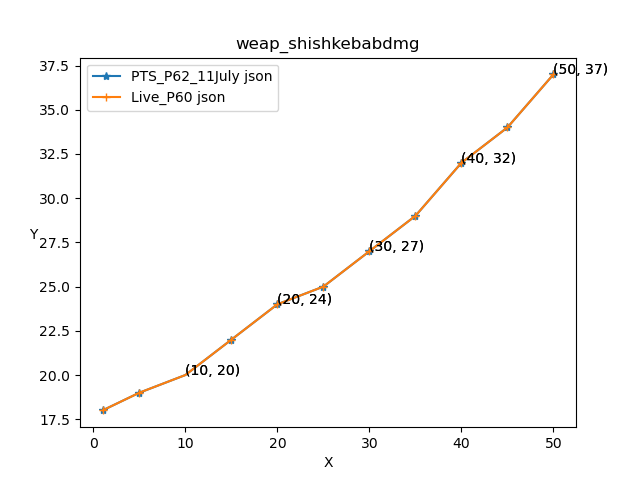 weap_shishkebabdmg
PTS_P62_11July json
Live_P60 json
(50, 37)
(40, 32)
(30, 27)
(20, 24)
(10, 20)
37.5
35.0
32.5
30.0
27.5
25.0
22.5
20.0
17.5
Y
0 10 20 30 40 50
X